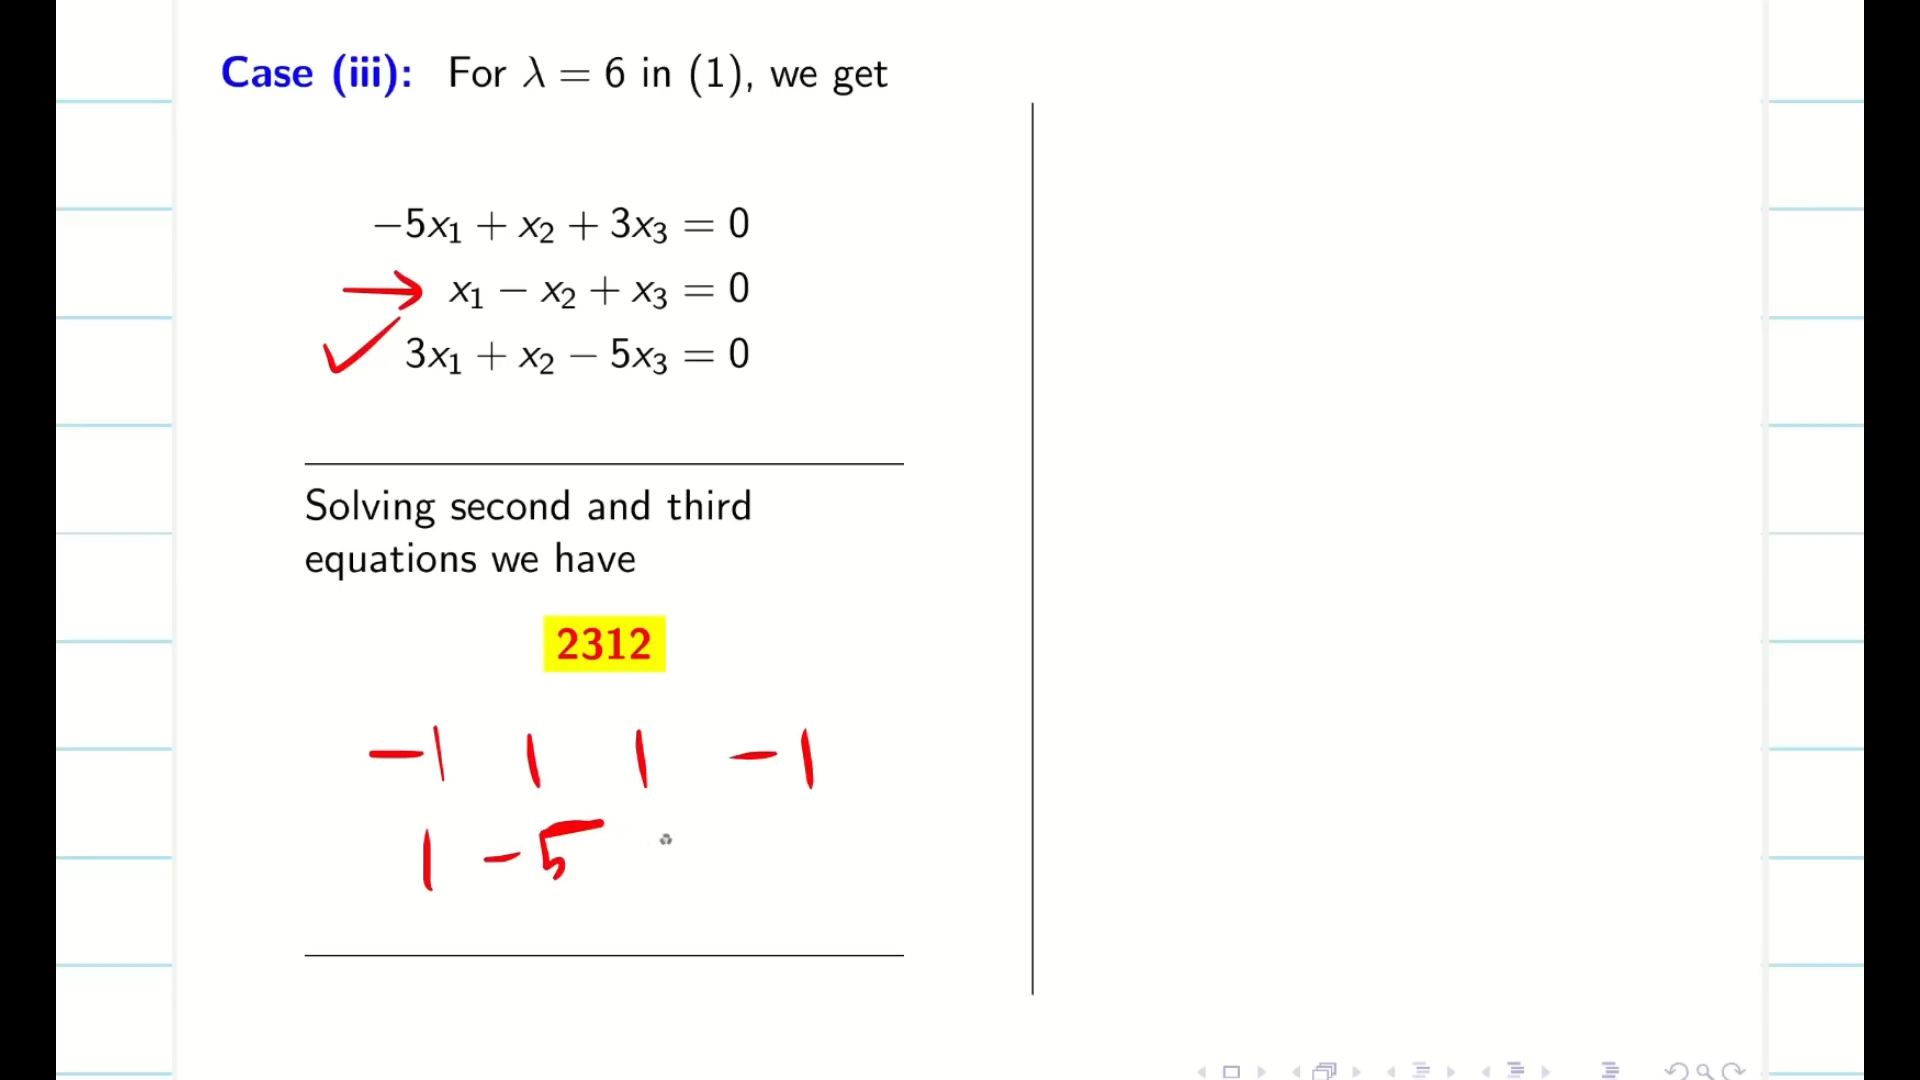 Case (iii): For λ = 6 in (1), we get
−5x₁ + x₂ + 3x₃ = 0
→ x₁ − x₂ + x₃ = 0
✓ 3x₁ + x₂ − 5x₃ = 0
Solving second and third
equations we have
2312
−1 1 1 −1
1 −5